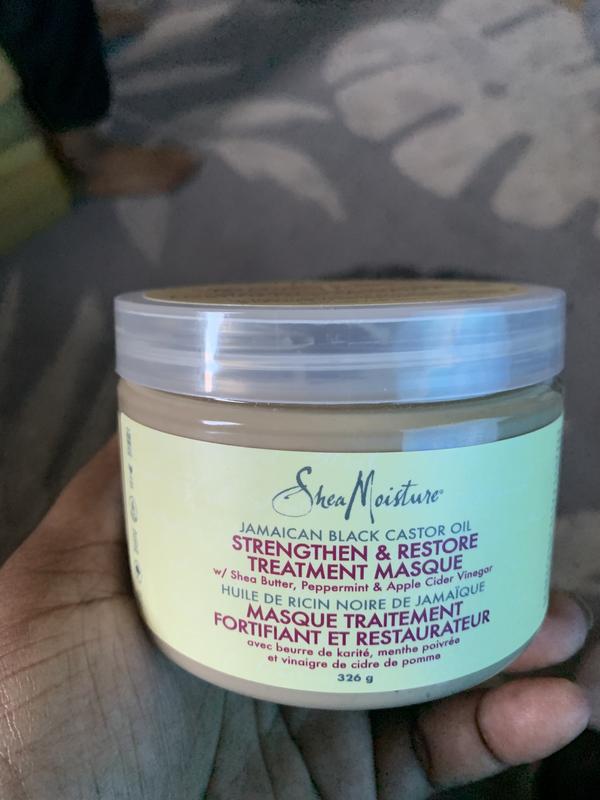 SheaMoisture®
JAMAICAN BLACK CASTOR OIL
STRENGTHEN & RESTORE
TREATMENT MASQUE
w/ Shea Butter, Peppermint & Apple Cider Vinegar
HUILE DE RICIN NOIRE DE JAMAÏQUE
MASQUE TRAITEMENT
FORTIFIANT ET RESTAURATEUR
avec beurre de karité, menthe poivrée
et vinaigre de cidre de pomme
326 g